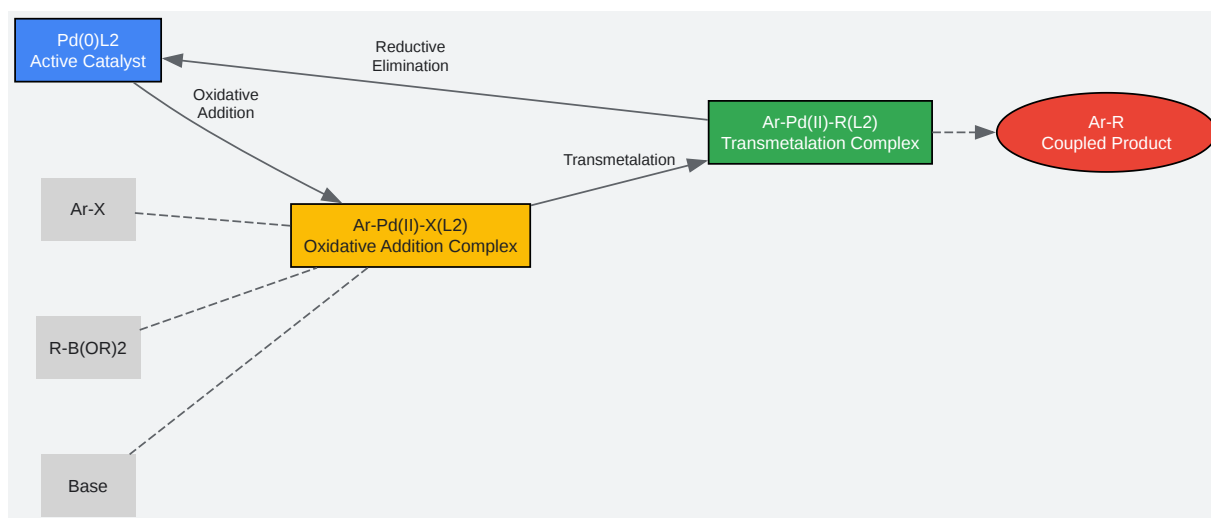 Pd(0)L2
Active Catalyst
Reductive
Elimination
Oxidative
Addition
Ar-Pd(II)-R(L2)
Transmetalation Complex
Ar-R
Coupled Product
Transmetalation
Ar-X
Ar-Pd(II)-X(L2)
Oxidative Addition Complex
R-B(OR)2
Base